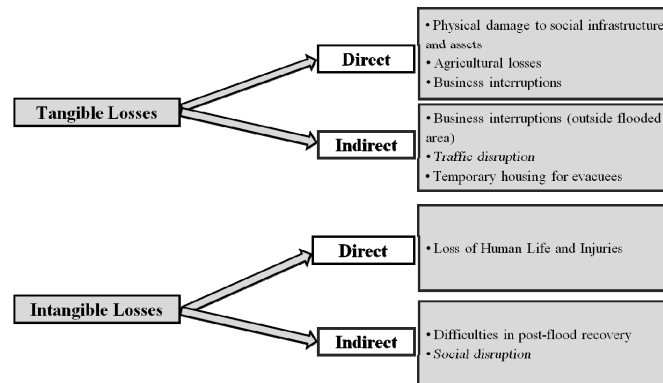 Tangible Losses
Direct
• Physical damage to social infrastructure
and assets
• Agricultural losses
• Business interruptions
Indirect
• Business interruptions (outside flooded
area)
• Traffic disruption
• Temporary housing for evacuees
Intangible Losses
Direct
• Loss of Human Life and Injuries
Indirect
• Difficulties in post-flood recovery
• Social disruption